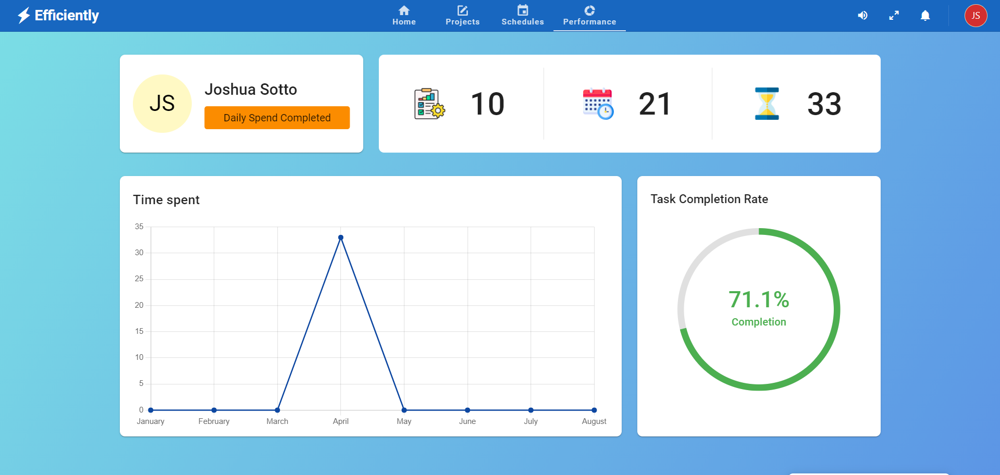 Efficiently
Home
Projects
Schedules
Performance
JS
JS
Joshua Sotto
Daily Spend Completed
10
21
33
Time spent
35
30
25
20
15
10
5
0
January February March April May June July August
Task Completion Rate
71.1%
Completion